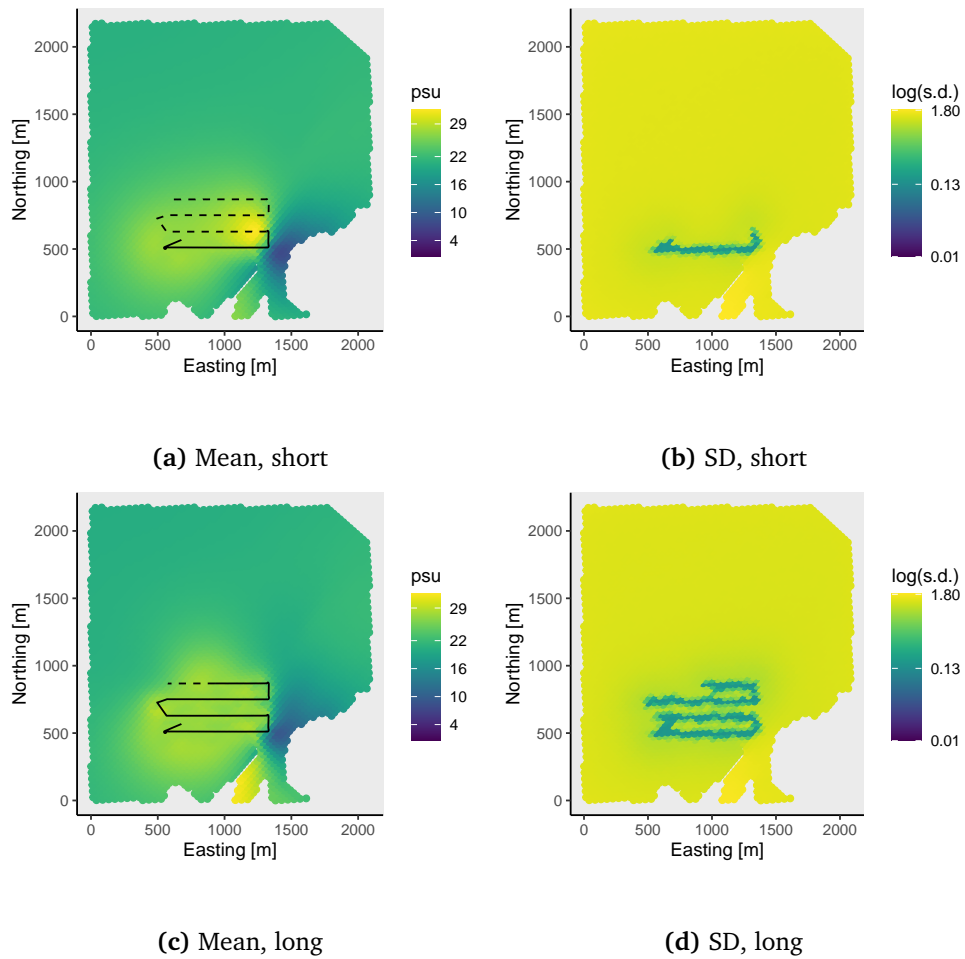 2000
1500
1000
500
0
Northing [m]
0 500 1000 1500 2000
Easting [m]
psu
29
22
16
10
4
(a) Mean, short
2000
1500
1000
500
0
Northing [m]
0 500 1000 1500 2000
Easting [m]
log(s.d.)
1.80
0.13
0.01
(b) SD, short
2000
1500
1000
500
0
Northing [m]
0 500 1000 1500 2000
Easting [m]
psu
29
22
16
10
4
(c) Mean, long
2000
1500
1000
500
0
Northing [m]
0 500 1000 1500 2000
Easting [m]
log(s.d.)
1.80
0.13
0.01
(d) SD, long